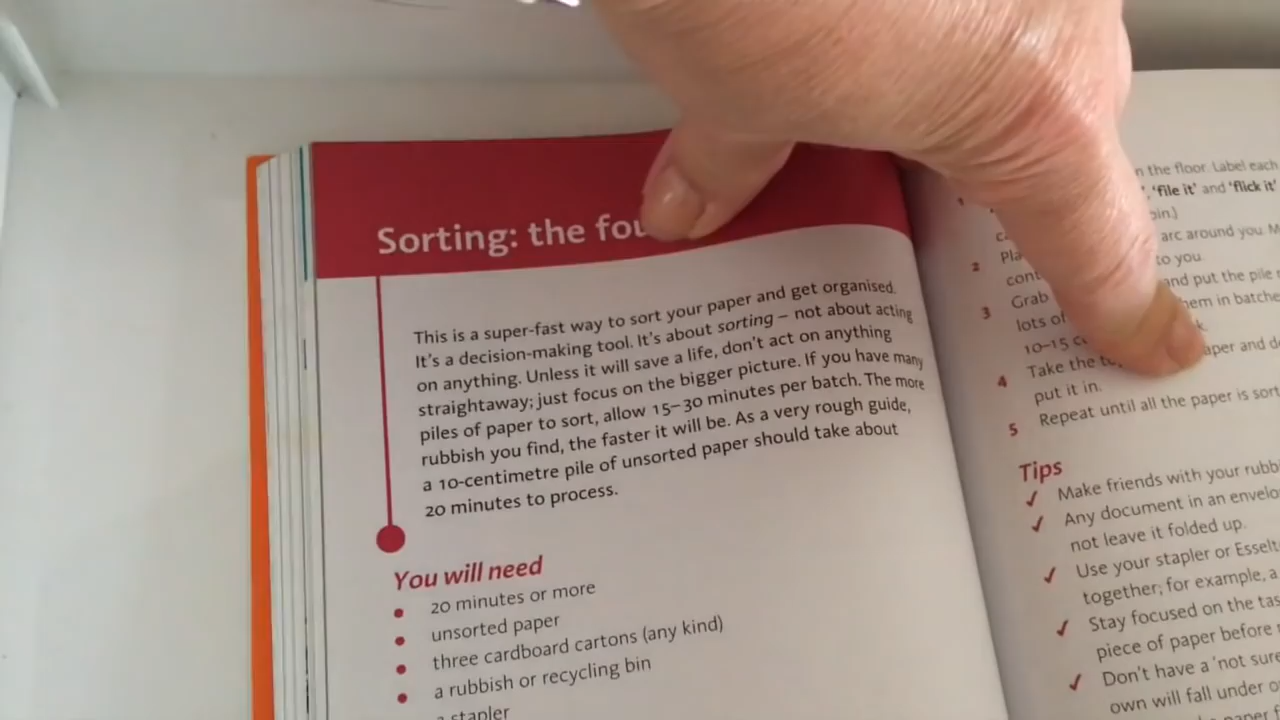 Sorting: the fou
This is a super-fast way to sort your paper and get organised.
It's a decision-making tool. It's about sorting – not about acting
on anything. Unless it will save a life, don't act on anything
straightaway; just focus on the bigger picture. If you have many
piles of paper to sort, allow 15–30 minutes per batch. The more
rubbish you find, the faster it will be. As a very rough guide,
a 10-centimetre pile of unsorted paper should take about
20 minutes to process.
You will need
• 20 minutes or more
• unsorted paper
• three cardboard cartons (any kind)
• a rubbish or recycling bin
a stapler
the floor. Label each
'file it' and 'flick it'
bin.)
arc around you. M
2 to you.
and put the pile
3 Grab hem in batche
lots of
10–15
4 Take the aper and
put it in.
5 Repeat until all the paper is sort
Tips
✓ Make friends with your rubb
✓ Any document in an envelo
not leave it folded up.
✓ Use your stapler or Esselt
together; for example, a
✓ Stay focused on the tas
piece of paper before
✓ Don't have a 'not sure
own will fall under
paper